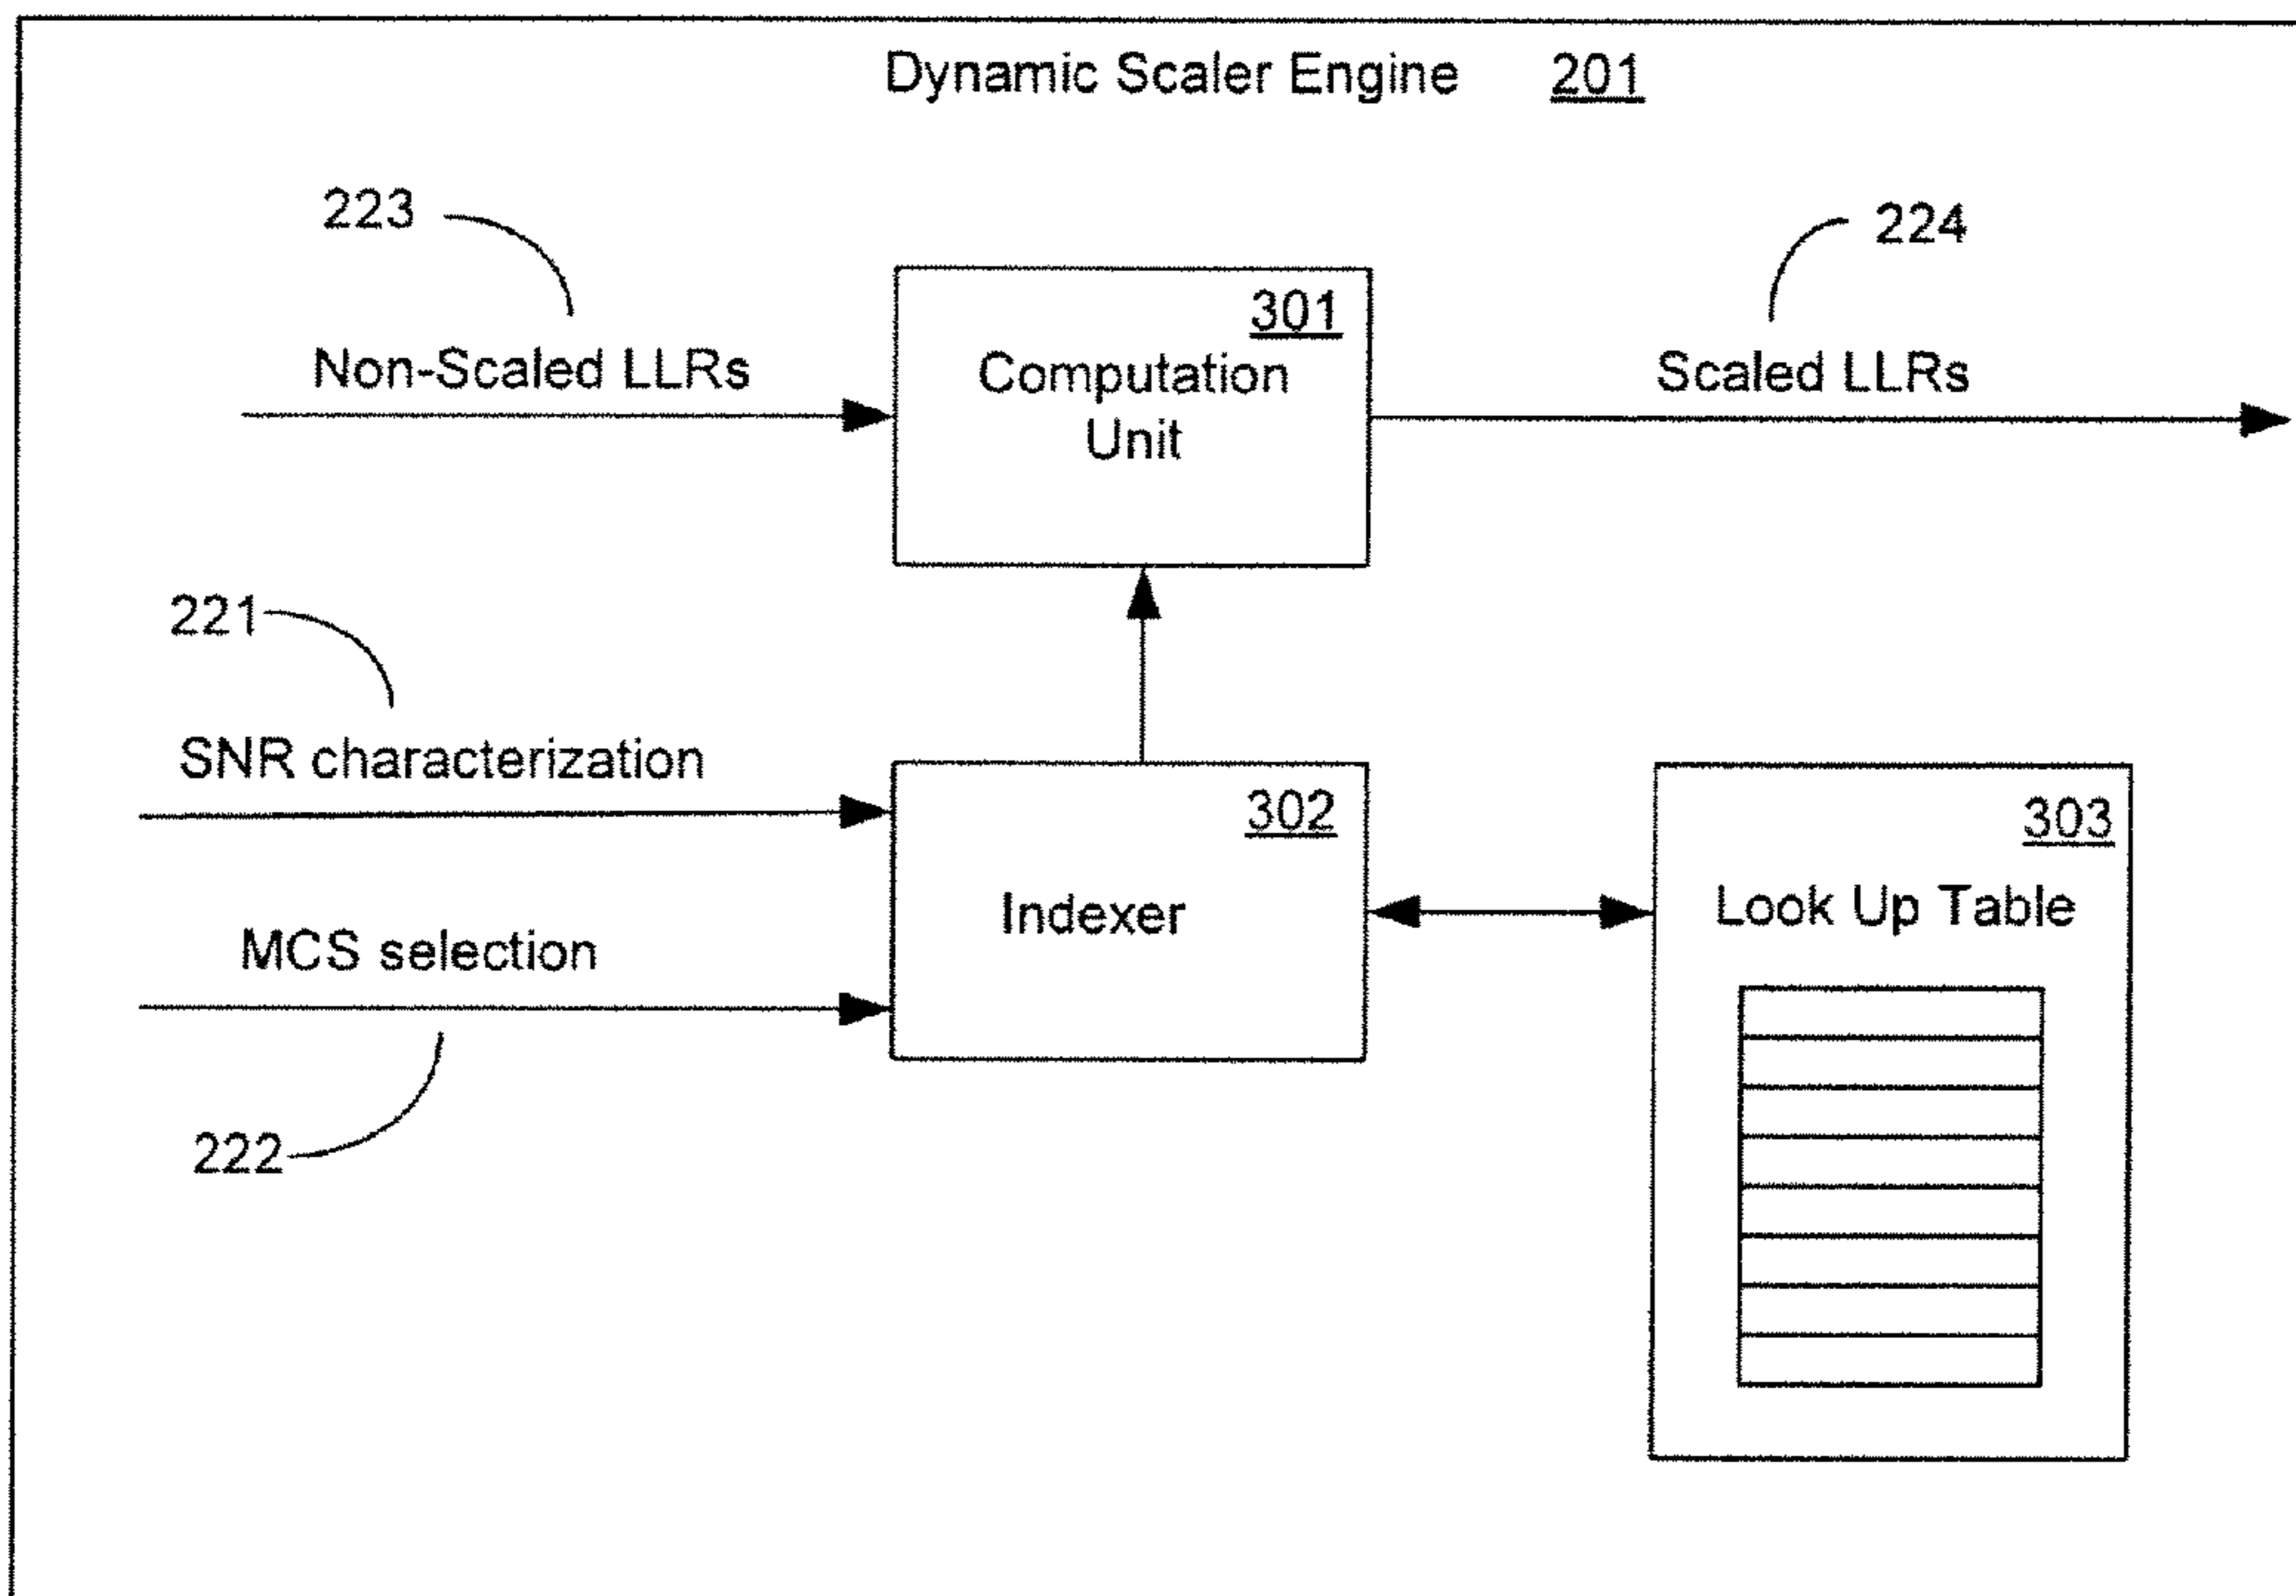 Dynamic Scaler Engine 201
223
224
301
Non-Scaled LLRs
Computation
Unit
Scaled LLRs
221
SNR characterization
302
303
Indexer
Look Up Table
MCS selection
222